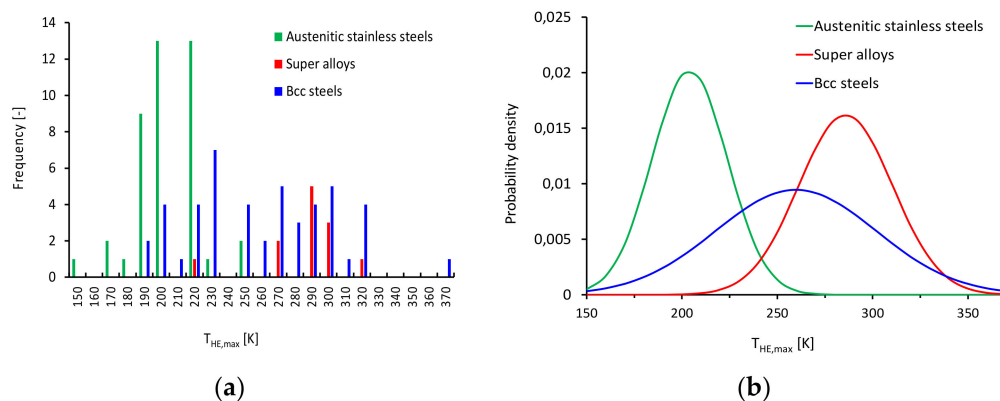 14
12
10
8
6
4
2
0
Frequency [-]
Austenitic stainless steels
Super alloys
Bcc steels
150 160 170 180 190 200 210 220 230 240 250 260 270 280 290 300 310 320 330 340 350 360 370
T_HE,max [K]
(a)
0,025
0,02
0,015
0,01
0,005
0
Probability density
Austenitic stainless steels
Super alloys
Bcc steels
150 200 250 300 350
T_HE,max [K]
(b)